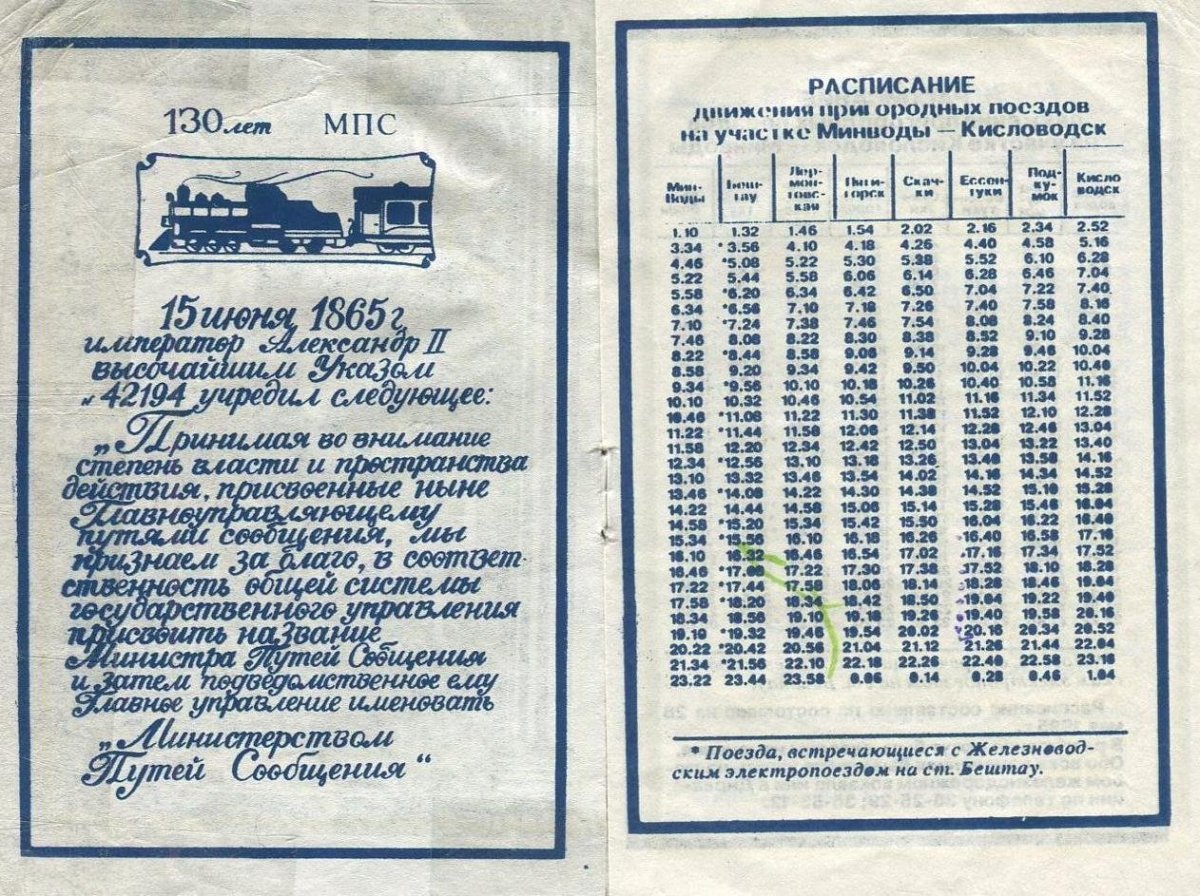 130 лет МПС
15 июня 1865 г.
император Александр II
высочайшим Указом
№ 42194 учредил следующее:
„Принимая во внимание
степень власти и пространства
действия, присвоенные ныне
Главноуправляющему
путями сообщения, мы
признаем за благо, в соответ-
ственность общей системы
государственного управления
присвоить название
Министра Путей Сообщения
и затем подведомственное ему
Главное управление именовать
„Министерством
Путей Сообщения“
РАСПИСАНИЕ
движения пригородных поездов
на участке Минводы — Кисловодск
Мин-Воды Беш-тау Лер-мон-товс-кая Пяти-горск Скач-ки Ессен-туки Под-ку-мок Кисло водск
1.10 1.32 1.46 1.54 2.02 2.16 2.34 2.52
3.34 *3.56 4.10 4.18 4.26 4.40 4.58 5.16
4.46 *5.08 5.22 5.30 5.38 5.52 6.10 6.28
5.22 5.44 5.58 6.06 6.14 6.28 6.46 7.04
5.58 *6.20 6.34 6.42 6.50 7.04 7.22 7.40
6.34 *6.56 7.10 7.18 7.26 7.40 7.58 8.16
7.10 *7.24 7.38 7.46 7.54 8.08 8.24 8.40
7.46 8.08 8.22 8.30 8.38 8.52 9.10 9.28
8.22 *8.44 8.58 9.06 9.14 9.28 9.46 10.04
8.58 9.20 9.34 9.42 9.50 10.04 10.22 10.40
9.34 *9.56 10.10 10.18 10.26 10.40 10.58 11.16
10.10 10.32 10.46 10.54 11.02 11.16 11.34 11.52
10.46 *11.08 11.22 11.30 11.38 11.52 12.10 12.28
11.22 *11.44 11.58 12.06 12.14 12.28 12.46 13.04
11.58 12.20 12.34 12.42 12.50 13.04 13.22 13.40
12.34 *12.56 13.10 13.18 13.26 13.40 13.58 14.16
13.10 13.32 13.46 13.54 14.02 14.16 14.34 14.52
13.46 *14.08 14.22 14.30 14.38 14.52 15.10 15.28
14.22 14.44 14.58 15.06 15.14 15.28 15.46 16.04
14.58 *15.20 15.34 15.42 15.50 16.04 16.22 16.40
15.34 *15.56 16.10 16.18 16.26 16.40 16.58 17.16
16.10 16.32 16.46 16.54 17.02 17.16 17.34 17.52
16.46 *17.08 17.22 17.30 17.38 17.52 18.10 18.28
17.22 *17.44 17.58 18.06 18.14 18.28 18.46 19.04
17.58 *18.20 18.34 18.42 18.50 19.04 19.22 19.40
18.34 18.56 19.10 19.18 19.26 19.40 19.58 20.16
19.10 *19.32 19.46 19.54 20.02 20.16 20.34 20.52
20.22 *20.42 20.56 21.04 21.12 21.26 21.44 22.04
21.34 *21.56 22.10 22.18 22.26 22.40 22.58 23.16
23.22 23.44 23.58 0.06 0.14 0.28 0.46 1.04
* Поезда, встречающиеся с Железновод-
ским электропоездом на ст. Бештау.